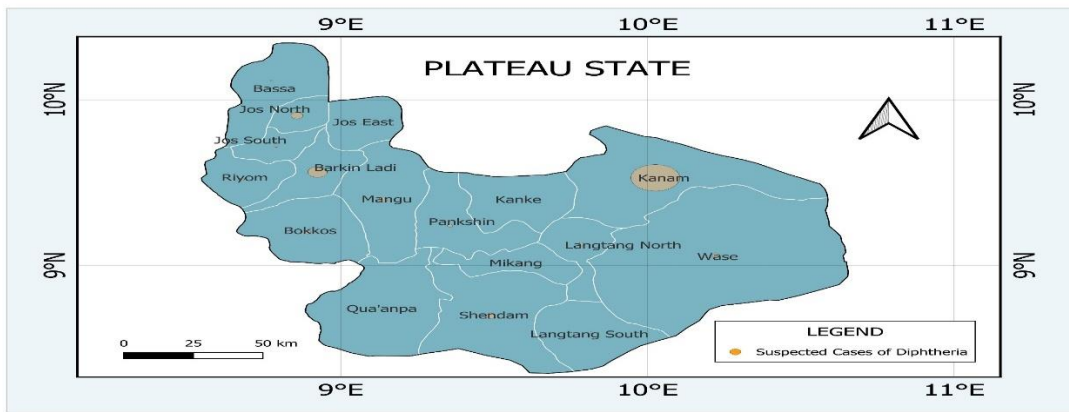 9°E 10°E 11°E
PLATEAU STATE
10°N 10°N
Bassa
Jos North
Jos East
Jos South
Barkin Ladi
Riyom
Kanam
Mangu
Kanke
Pankshin
Bokkos
Langtang North
Wase
9°N 9°N
Mikang
Qua'anpa
Shendam
Langtang South
0 25 50 km
LEGEND
Suspected Cases of Diphtheria
9°E 10°E 11°E